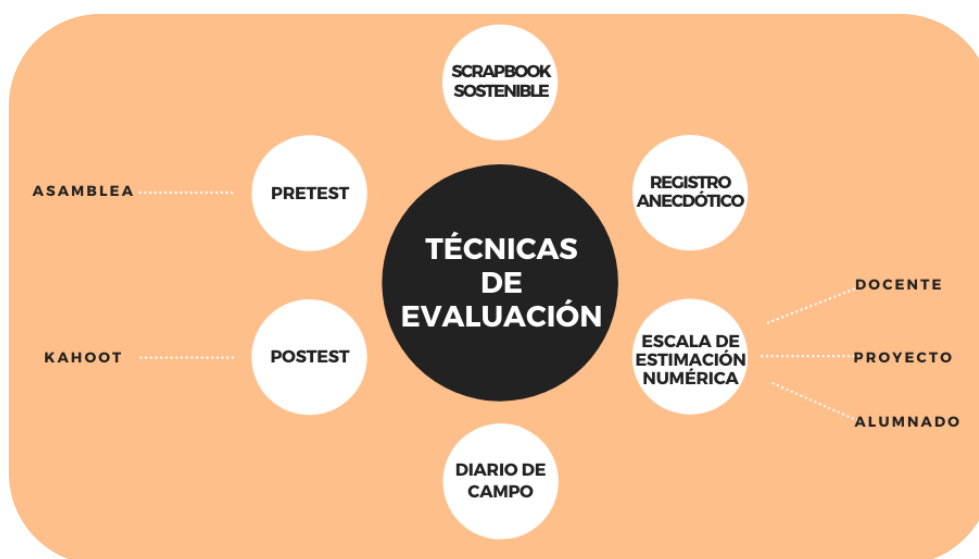 SCRAPBOOK
SOSTENIBLE
ASAMBLEA
PRETEST
REGISTRO
ANECDÓTICO
TÉCNICAS
DE
EVALUACIÓN
KAHOOT
POSTEST
ESCALA DE
ESTIMACIÓN
NUMÉRICA
DOCENTE
PROYECTO
ALUMNADO
DIARIO DE
CAMPO